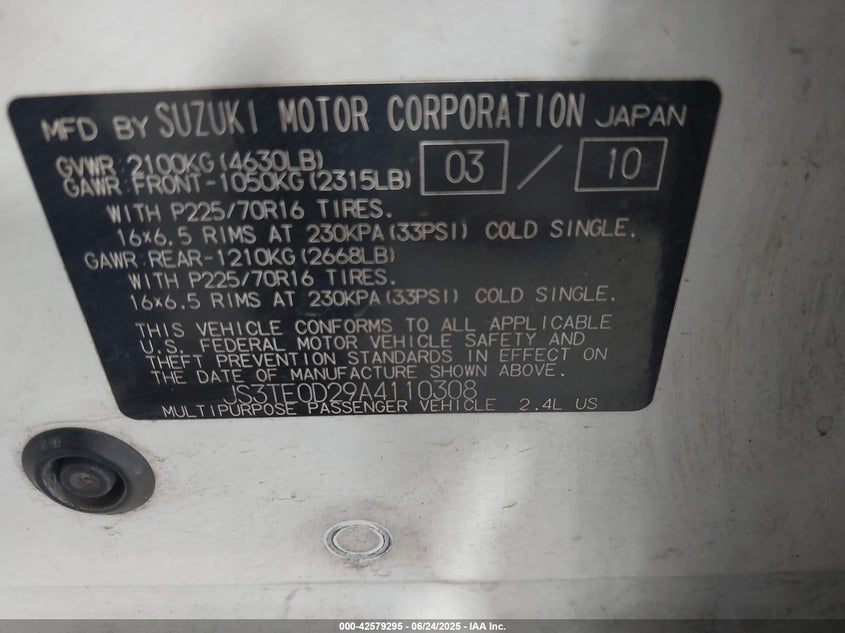 MFD BY SUZUKI MOTOR CORPORATION JAPAN
GVWR:2100KG(4630LB)
GAWR:FRONT-1050KG(2315LB) 03 / 10
WITH P225/70R16 TIRES.
16×6.5 RIMS AT 230KPA(33PSI) COLD SINGLE.
GAWR:REAR-1210KG(2668LB)
WITH P225/70R16 TIRES.
16×6.5 RIMS AT 230KPA(33PSI) COLD SINGLE.
THIS VEHICLE CONFORMS TO ALL APPLICABLE
U.S. FEDERAL MOTOR VEHICLE SAFETY AND
THEFT PREVENTION STANDARDS IN EFFECT ON
THE DATE OF MANUFACTURE SHOWN ABOVE.
JS3TE0D29A4110308
MULTIPURPOSE PASSENGER VEHICLE 2.4L US
000-42579295 - 06/24/2025 - IAA Inc.